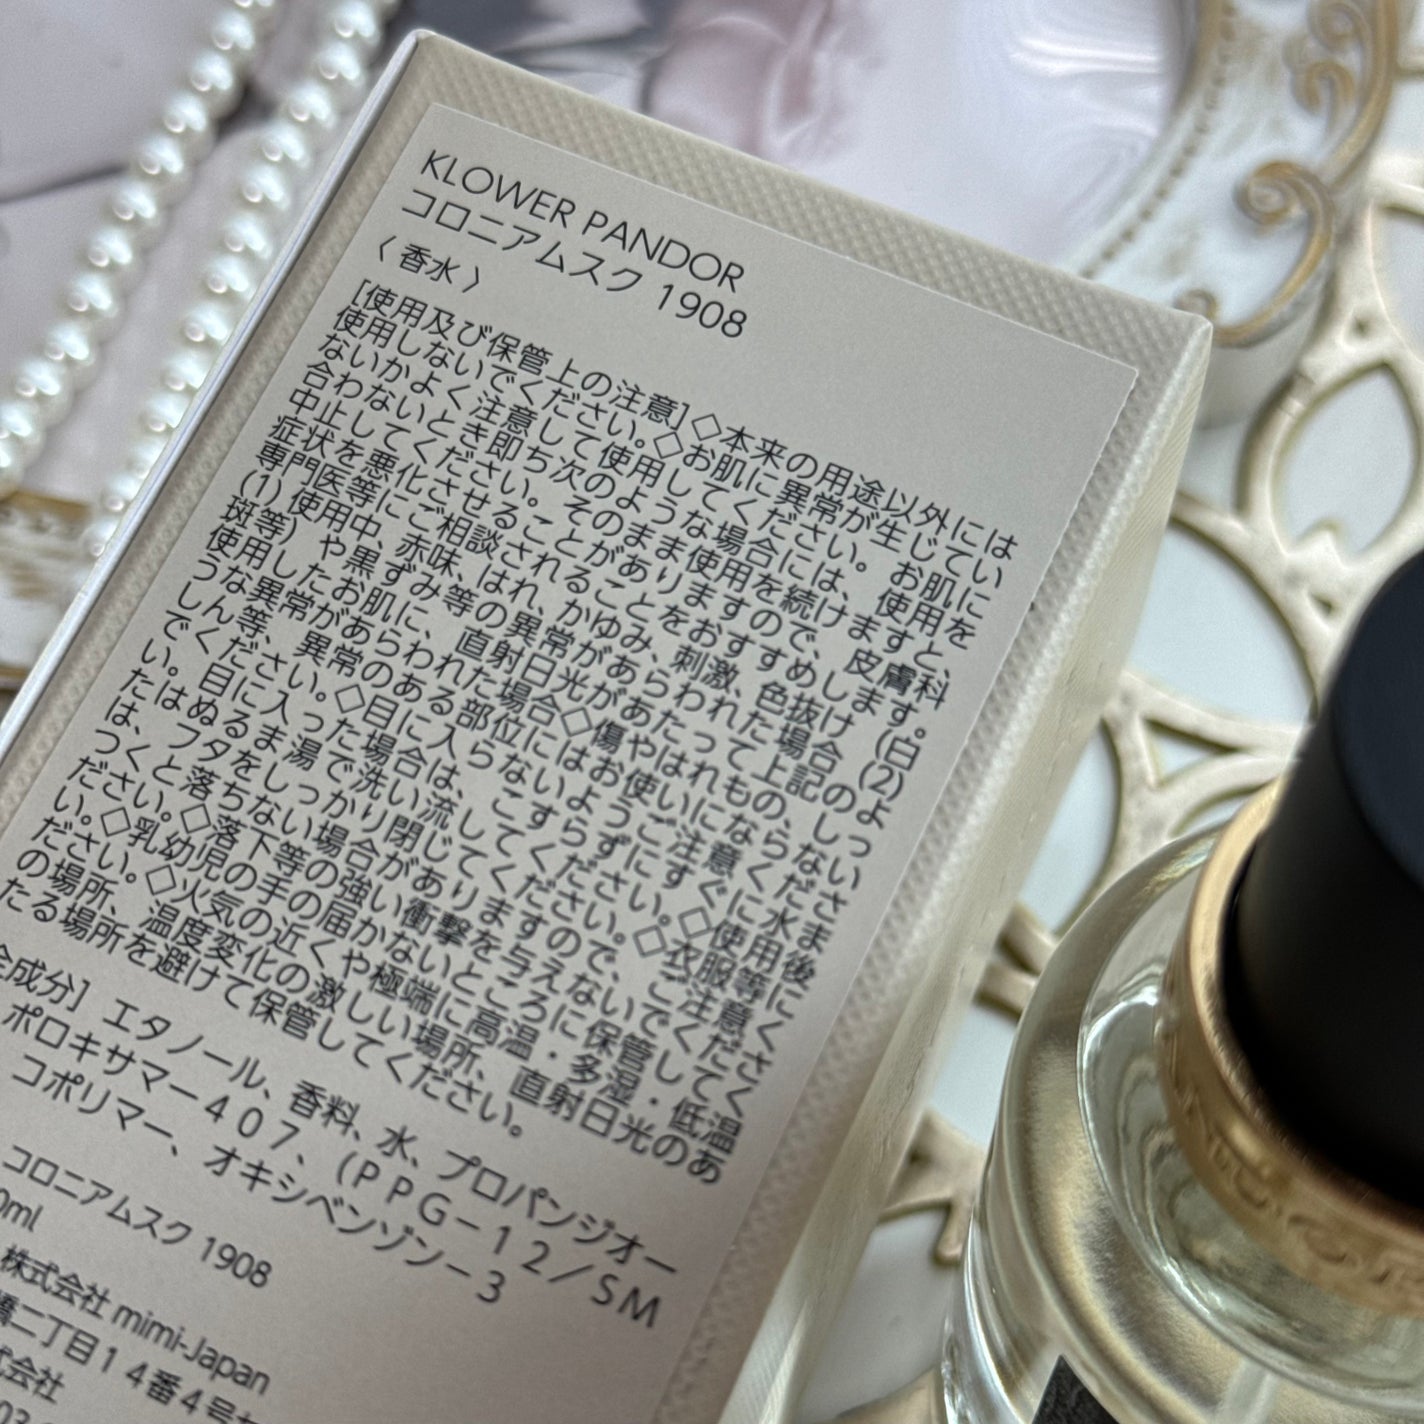 KLOWER PANDOR
コロニアムスク 1908
〈 香水 〉
[使用及び保管上の注意]◇本来の用途以外には
使用しないでください。◇お肌に異常が生じてい
ないかよく注意して使用してください。お肌に
合わないとき即ち次のような場合には、使用を
中止してください。そのまま使用を続けますと、
症状を悪化させることがありますので、皮膚科
専門医等にご相談されることをおすすめします。
(1) 使用中、赤味、はれ、かゆみ、刺激、色抜け (白
斑等) や黒ずみ等の異常があらわれた場合 (2)
使用したお肌に、直射日光があたって上記のよ
うな異常があらわれた場合◇傷やはれもの、しっ
しん等、異常のある部位にはお使いにならない
でください。◇目に入らないようご注意くださ
い。目に入った場合は、こすらずにすぐに水ま
たはぬるま湯で洗い流してください。◇使用後
は、フタをしっかり閉じてください。◇衣服等に
つくと落ちない場合がありますので、ご注意く
ださい。◇落下等の強い衝撃を与えないでくださ
い。◇乳幼児の手の届かないところに保管してく
ださい。◇火気の近くや極端に高温・多湿・低温
の場所、温度変化の激しい場所、直射日光のあ
たる場所を避けて保管してください。
全成分] エタノール、香料、水、プロパンジオー
ポロキサマー４０７、(ＰＰＧ－１２／ＳＭ
コポリマー、オキシベンゾン－３
コロニアムスク 1908
0ml
株式会社 mimi-Japan
橋二丁目１４番４号
式会社
03